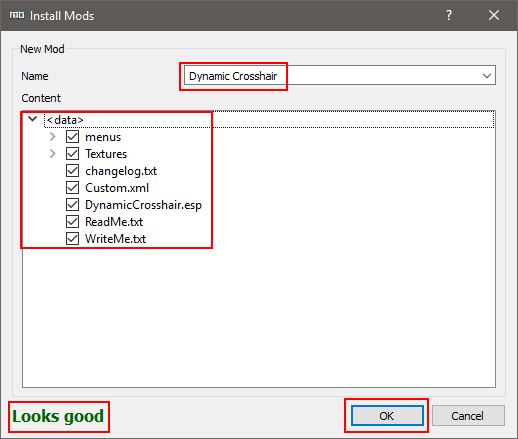 Install Mods
New Mod
Name
Dynamic Crosshair
Content
<data>
menus
Textures
changelog.txt
Custom.xml
DynamicCrosshair.esp
ReadMe.txt
WriteMe.txt
Looks good
OK
Cancel